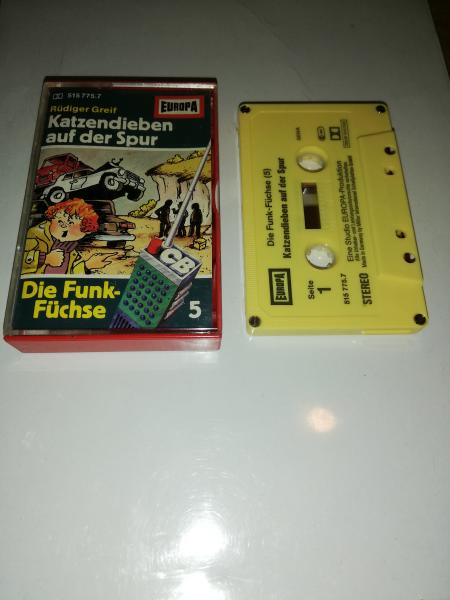 515 775.7
EUROPA
Rüdiger Greif
Katzendieben
auf der Spur
CB
Die Funk-
Füchse
5
Die Funk-Füchse (5)
Katzendieben auf der Spur
EUROPA
Seite
1
Eine Studio EUROPA-Produktion
515 775.7
STEREO